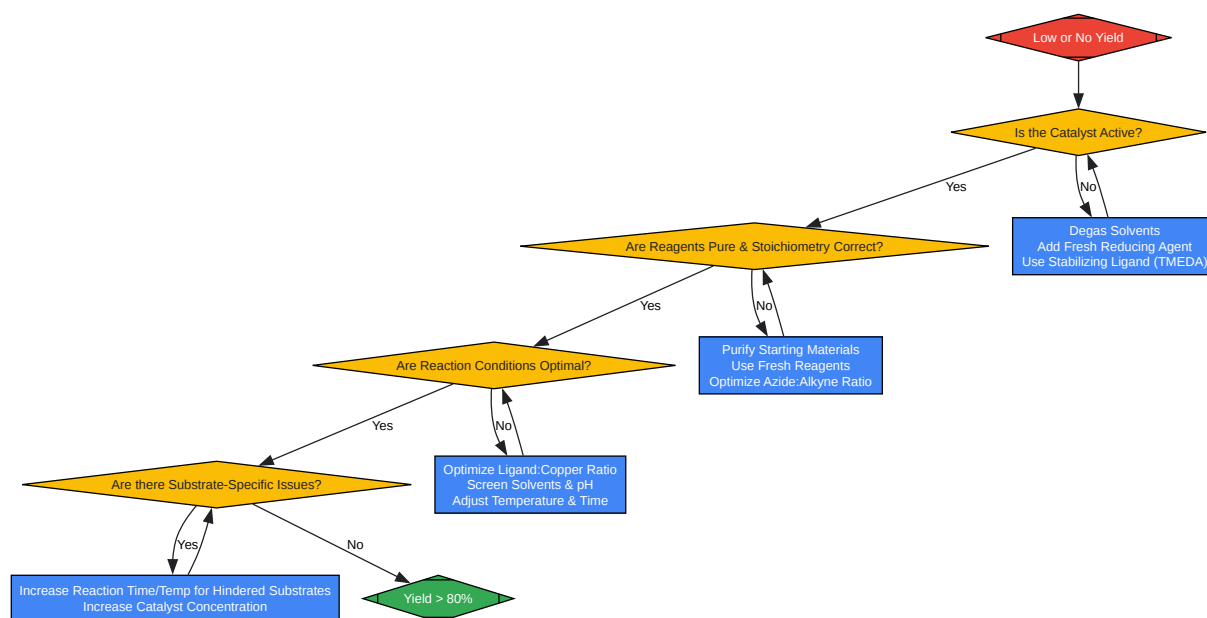 Low or No Yield
Is the Catalyst Active?
Yes
No
Degas Solvents
Add Fresh Reducing Agent
Use Stabilizing Ligand (TMEDA)
Are Reagents Pure & Stoichiometry Correct?
Yes
No
Purify Starting Materials
Use Fresh Reagents
Optimize Azide:Alkyne Ratio
Are Reaction Conditions Optimal?
Yes
No
Optimize Ligand:Copper Ratio
Screen Solvents & pH
Adjust Temperature & Time
Are there Substrate-Specific Issues?
Yes
No
Increase Reaction Time/Temp for Hindered Substrates
Increase Catalyst Concentration
Yield > 80%